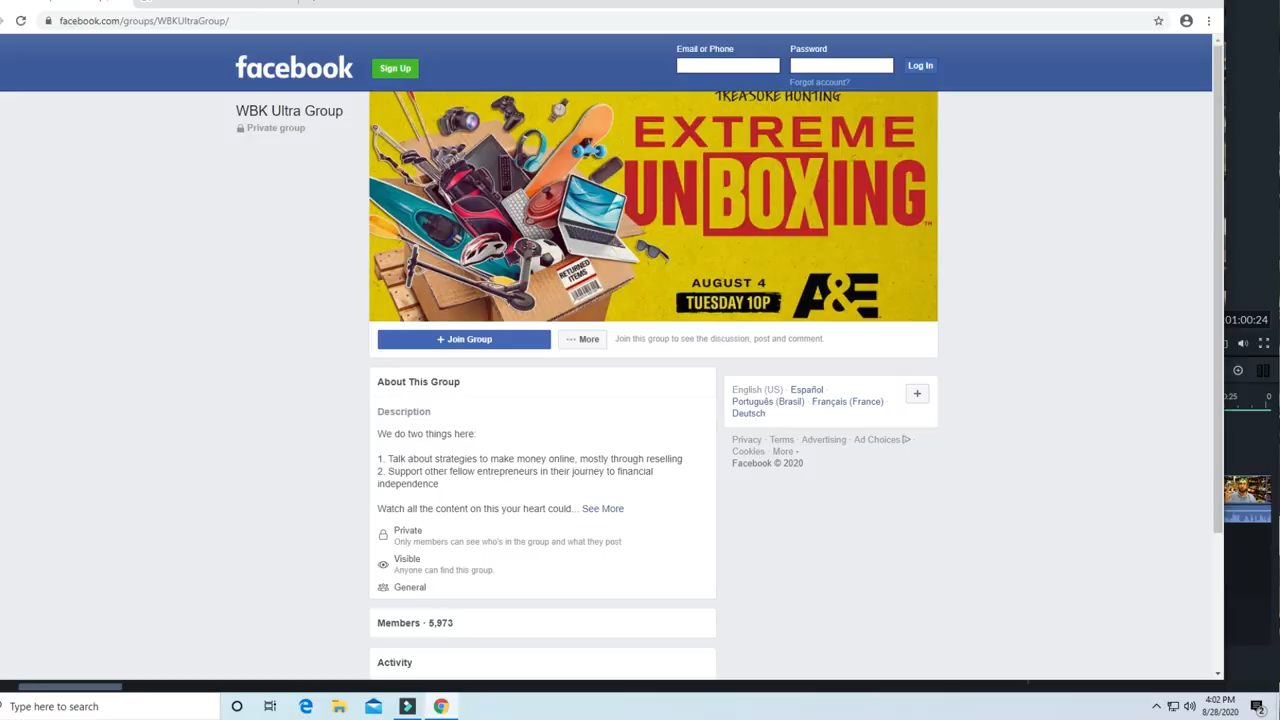 facebook.com/groups/WBKUltraGroup/
facebook
Sign Up
Email or Phone
Password
Log In
Forgot account?
WBK Ultra Group
Private group
TREASURE HUNTING
EXTREME
UNBOXING™
RETURNED
ITEMS
AUGUST 4
TUESDAY 10P
A&E
+ Join Group
··· More
Join this group to see the discussion, post and comment.
About This Group
Description
We do two things here:
1. Talk about strategies to make money online, mostly through reselling
2. Support other fellow entrepreneurs in their journey to financial
independence
Watch all the content on this your heart could... See More
Private
Only members can see who's in the group and what they post
Visible
Anyone can find this group.
General
Members · 5,973
Activity
English (US) · Español ·
Português (Brasil) · Français (France) ·
Deutsch
Privacy · Terms · Advertising · Ad Choices ·
Cookies · More
Facebook © 2020
01:00:24
0:25
0
Type here to search
4:02 PM
8/28/2020
2